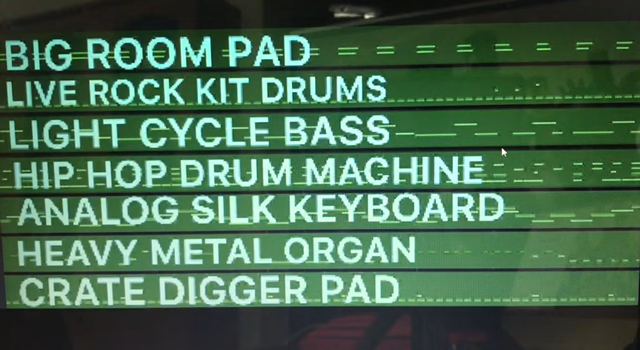 BIG ROOM PAD
LIVE ROCK KIT DRUMS
LIGHT CYCLE BASS
HIP HOP DRUM MACHINE
ANALOG SILK KEYBOARD
HEAVY METAL ORGAN
CRATE DIGGER PAD